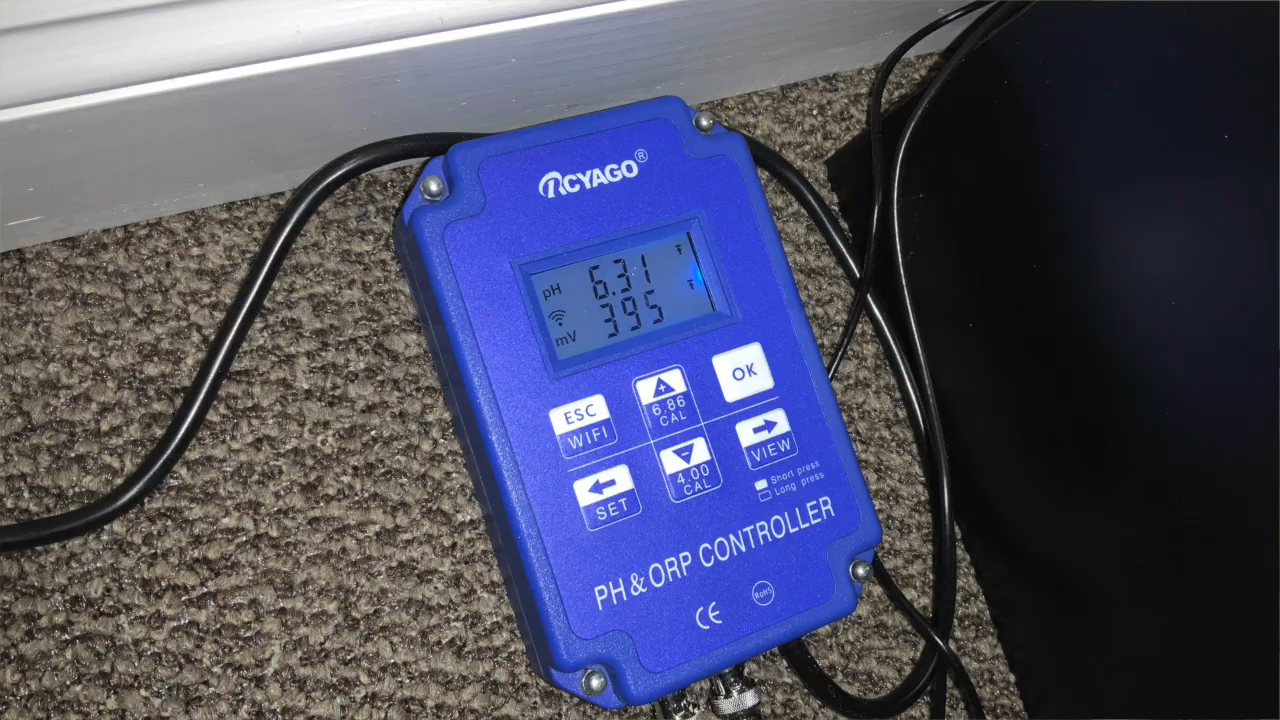 RCYAGO®
pH 6.31
mV 395
ESC
WIFI
+
6.86
CAL
OK
SET
−
4.00
CAL
VIEW
Short press
Long press
PH & ORP CONTROLLER
CE
RoHS